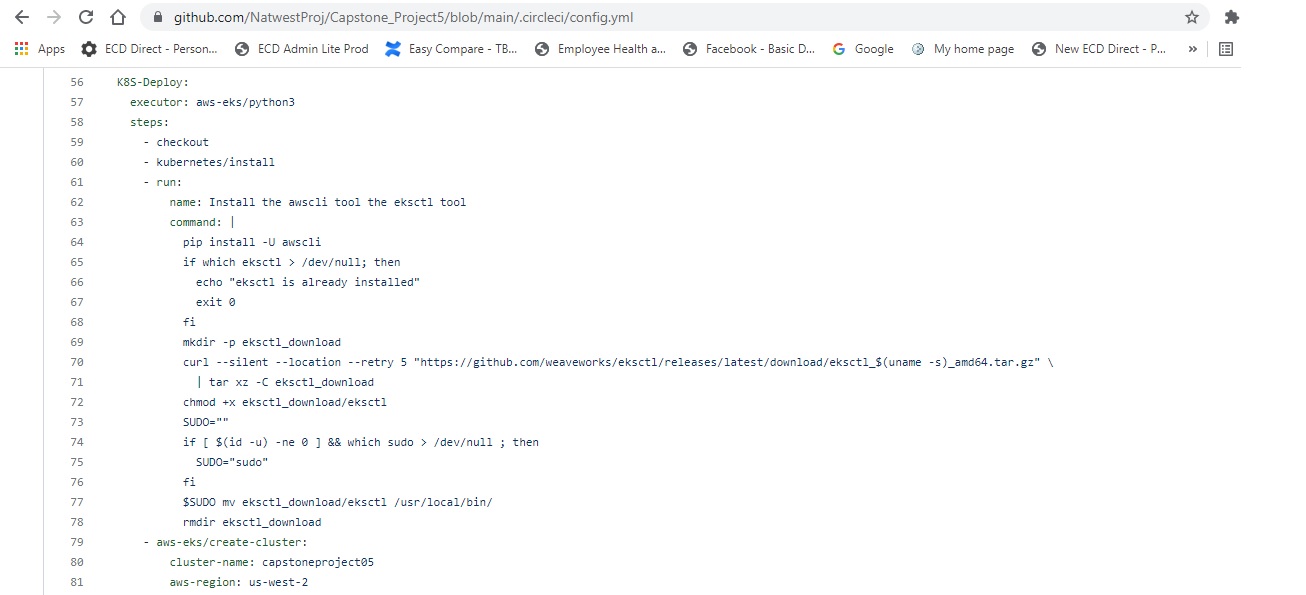 github.com/NatwestProj/Capstone_Project5/blob/main/.circleci/config.yml
Apps ECD Direct - Person... ECD Admin Lite Prod Easy Compare - TB... Employee Health a... Facebook - Basic D... Google My home page New ECD Direct - P... »
56 K8S-Deploy:
57 executor: aws-eks/python3
58 steps:
59 - checkout
60 - kubernetes/install
61 - run:
62 name: Install the awscli tool the eksctl tool
63 command: |
64 pip install -U awscli
65 if which eksctl > /dev/null; then
66 echo "eksctl is already installed"
67 exit 0
68 fi
69 mkdir -p eksctl_download
70 curl --silent --location --retry 5 "https://github.com/weaveworks/eksctl/releases/latest/download/eksctl_$(uname -s)_amd64.tar.gz" \
71 | tar xz -C eksctl_download
72 chmod +x eksctl_download/eksctl
73 SUDO=""
74 if [ $(id -u) -ne 0 ] && which sudo > /dev/null ; then
75 SUDO="sudo"
76 fi
77 $SUDO mv eksctl_download/eksctl /usr/local/bin/
78 rmdir eksctl_download
79 - aws-eks/create-cluster:
80 cluster-name: capstoneproject05
81 aws-region: us-west-2